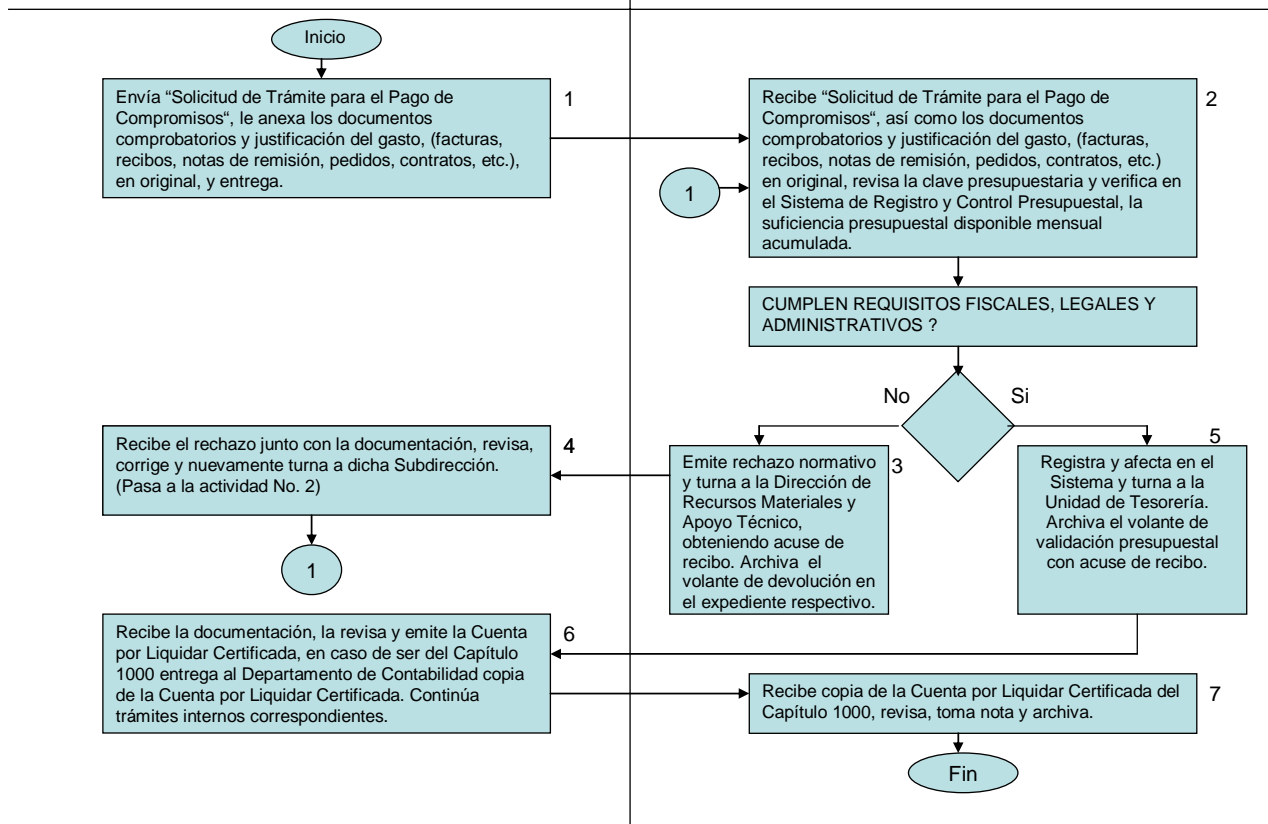 Inicio
Envía “Solicitud de Trámite para el Pago de
Compromisos“, le anexa los documentos
comprobatorios y justificación del gasto, (facturas,
recibos, notas de remisión, pedidos, contratos, etc.),
en original, y entrega.
1
Recibe “Solicitud de Trámite para el Pago de
Compromisos“, así como los documentos
comprobatorios y justificación del gasto, (facturas,
recibos, notas de remisión, pedidos, contratos, etc.)
en original, revisa la clave presupuestaria y verifica en
el Sistema de Registro y Control Presupuestal, la
suficiencia presupuestal disponible mensual
acumulada.
2
1
CUMPLEN REQUISITOS FISCALES, LEGALES Y
ADMINISTRATIVOS ?
No
Si
Emite rechazo normativo
y turna a la Dirección de
Recursos Materiales y
Apoyo Técnico,
obteniendo acuse de
recibo. Archiva el
volante de devolución en
el expediente respectivo.
3
Recibe el rechazo junto con la documentación, revisa,
corrige y nuevamente turna a dicha Subdirección.
(Pasa a la actividad No. 2)
4
1
5
Registra y afecta en el
Sistema y turna a la
Unidad de Tesorería.
Archiva el volante de
validación presupuestal
con acuse de recibo.
Recibe la documentación, la revisa y emite la Cuenta
por Liquidar Certificada, en caso de ser del Capítulo
1000 entrega al Departamento de Contabilidad copia
de la Cuenta por Liquidar Certificada. Continúa
trámites internos correspondientes.
6
Recibe copia de la Cuenta por Liquidar Certificada del
Capítulo 1000, revisa, toma nota y archiva.
7
Fin